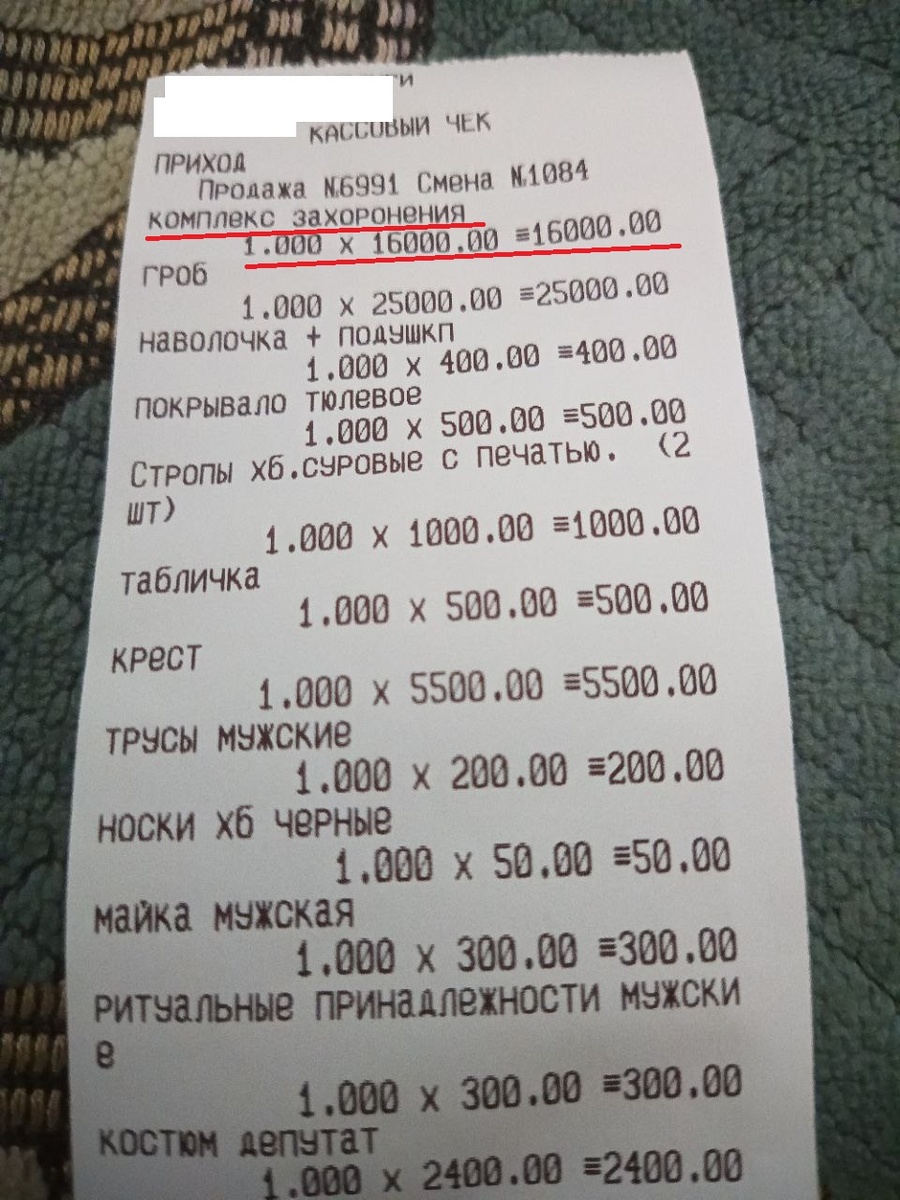 КАССОВЫЙ ЧЕК
ПРИХОД
Продажа №6991 Смена №1084
комплекс захоронения
1.000 х 16000.00 ≡16000.00
гроб
1.000 х 25000.00 ≡25000.00
наволочка + подушкп
1.000 х 400.00 ≡400.00
покрывало тюлевое
1.000 х 500.00 ≡500.00
Стропы хб.суровые с печатью. (2
шт)
1.000 х 1000.00 ≡1000.00
табличка
1.000 х 500.00 ≡500.00
крест
1.000 х 5500.00 ≡5500.00
трусы мужские
1.000 х 200.00 ≡200.00
носки хб черные
1.000 х 50.00 ≡50.00
майка мужская
1.000 х 300.00 ≡300.00
ритуальные принадлежности мужски
е
1.000 х 300.00 ≡300.00
костюм депутат
1.000 х 2400.00 ≡2400.00